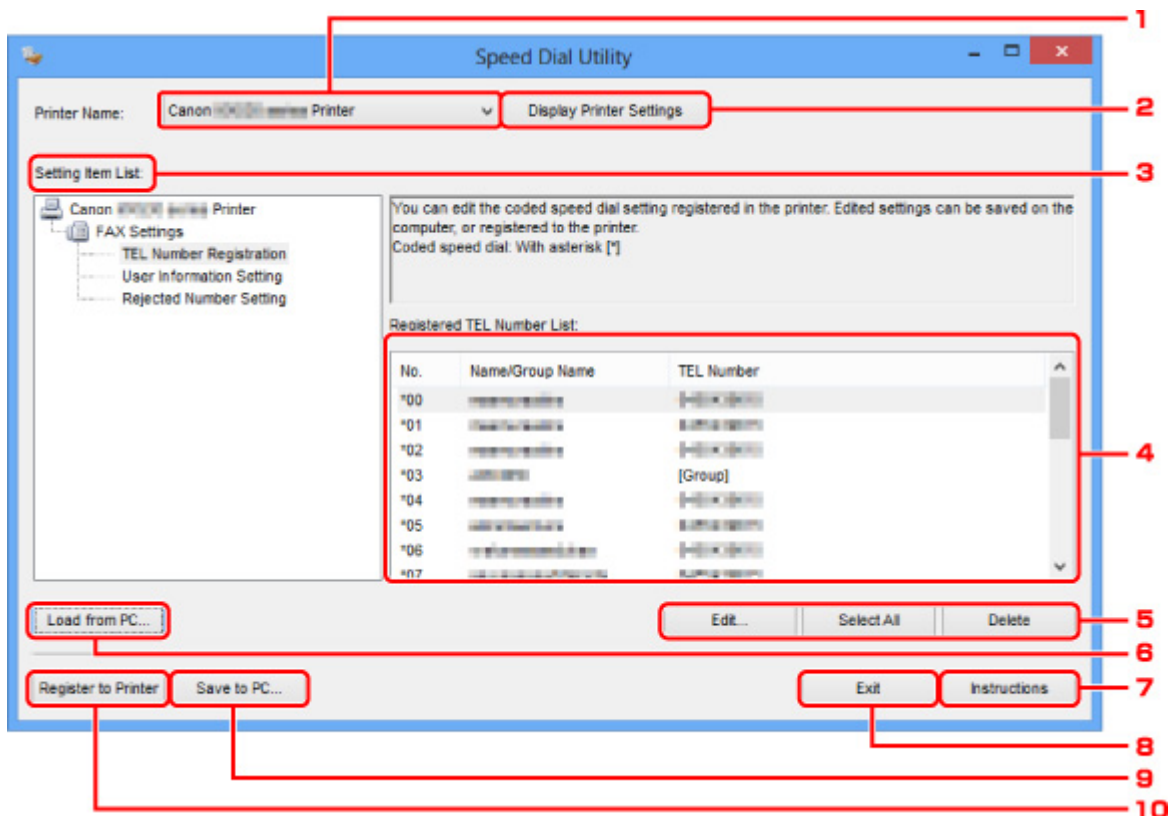 1
Speed Dial Utility
Printer Name: Canon Printer Display Printer Settings
2
Setting Item List:
3
Canon Printer
FAX Settings
TEL Number Registration
User Information Setting
Rejected Number Setting
You can edit the coded speed dial setting registered in the printer. Edited settings can be saved on the
computer, or registered to the printer.
Coded speed dial: With asterisk [*]
Registered TEL Number List:
No. Name/Group Name TEL Number
*00
*01
*02
*03 [Group]
*04
*05
*06
*07
4
Load from PC... Edit... Select All Delete
5
6
Register to Printer Save to PC... Exit Instructions
7
8
9
10